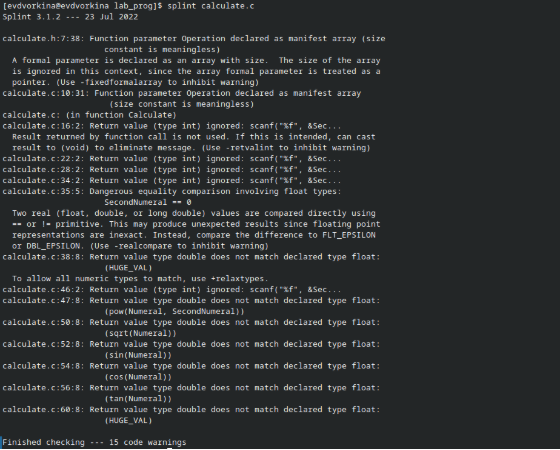 [evdvorkina@evdvorkina lab_prog]$ splint calculate.c
Splint 3.1.2 --- 23 Jul 2022
calculate.h:7:38: Function parameter Operation declared as manifest array (size
constant is meaningless)
A formal parameter is declared as an array with size.  The size of the array
is ignored in this context, since the array formal parameter is treated as a
pointer. (Use -fixedformalarray to inhibit warning)
calculate.c:10:31: Function parameter Operation declared as manifest array
(size constant is meaningless)
calculate.c: (in function Calculate)
calculate.c:16:2: Return value (type int) ignored: scanf("%f", &Sec...
Result returned by function call is not used. If this is intended, can cast
result to (void) to eliminate message. (Use -retvalint to inhibit warning)
calculate.c:22:2: Return value (type int) ignored: scanf("%f", &Sec...
calculate.c:28:2: Return value (type int) ignored: scanf("%f", &Sec...
calculate.c:34:2: Return value (type int) ignored: scanf("%f", &Sec...
calculate.c:35:5: Dangerous equality comparison involving float types:
SecondNumeral == 0
Two real (float, double, or long double) values are compared directly using
== or != primitive. This may produce unexpected results since floating point
representations are inexact. Instead, compare the difference to FLT_EPSILON
or DBL_EPSILON. (Use -realcompare to inhibit warning)
calculate.c:38:8: Return value type double does not match declared type float:
(HUGE_VAL)
To allow all numeric types to match, use +relaxtypes.
calculate.c:46:2: Return value (type int) ignored: scanf("%f", &Sec...
calculate.c:47:8: Return value type double does not match declared type float:
(pow(Numeral, SecondNumeral))
calculate.c:50:8: Return value type double does not match declared type float:
(sqrt(Numeral))
calculate.c:52:8: Return value type double does not match declared type float:
(sin(Numeral))
calculate.c:54:8: Return value type double does not match declared type float:
(cos(Numeral))
calculate.c:56:8: Return value type double does not match declared type float:
(tan(Numeral))
calculate.c:60:8: Return value type double does not match declared type float:
(HUGE_VAL)
Finished checking --- 15 code warnings